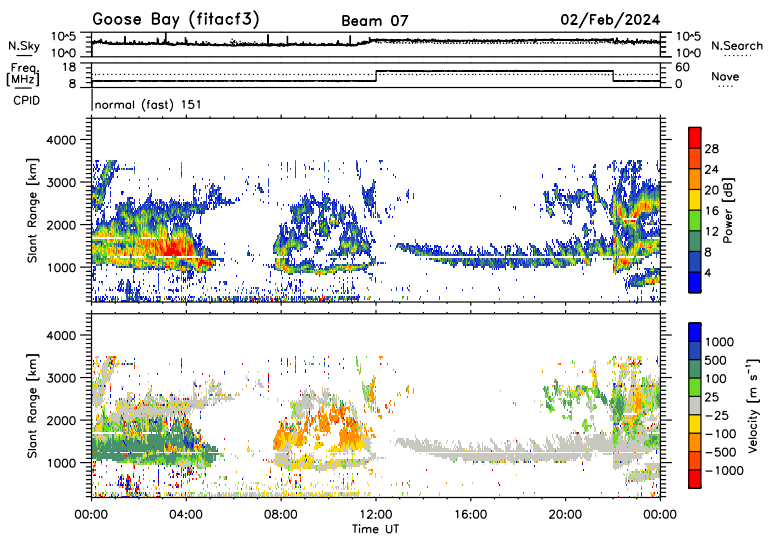 Goose Bay (fitacf3) Beam 07 02/Feb/2024
N.Sky 10^5 10^0 10^5 10^0 N.Search
Freq. [MHz] 18 8 60 0 Nave
CPID normal (fast) 151
Slant Range [km] 4000 3000 2000 1000
28 24 20 16 12 8 4 Power [dB]
Slant Range [km] 4000 3000 2000 1000
1000 500 100 25 −25 −100 −500 −1000 Velocity [m s⁻¹]
00:00 04:00 08:00 12:00 16:00 20:00 00:00
Time UT